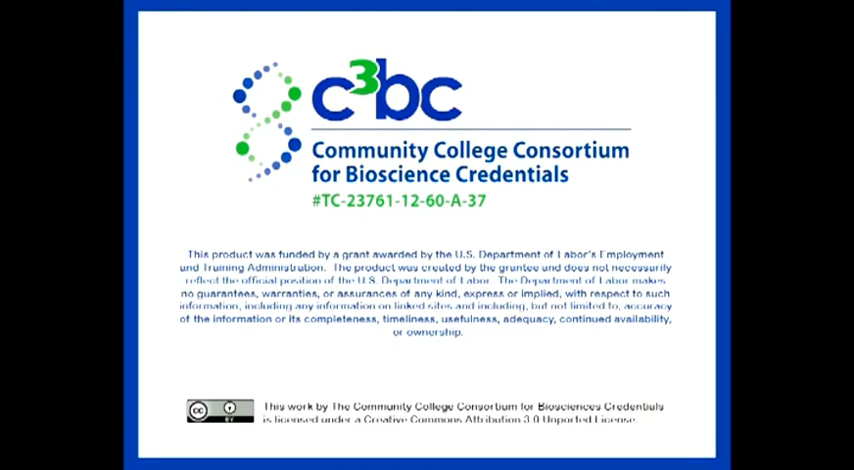 c3bc
Community College Consortium
for Bioscience Credentials
#TC-23761-12-60-A-37
This product was funded by a grant awarded by the U.S. Department of Labor's Employment
and Training Administration. The product was created by the grantee and does not necessarily
reflect the official position of the U.S. Department of Labor. The Department of Labor makes
no guarantees, warranties, or assurances of any kind, express or implied, with respect to such
information, including any information on linked sites and including, but not limited to, accuracy
of the information or its completeness, timeliness, usefulness, adequacy, continued availability,
or ownership.
cc
BY
This work by The Community College Consortium for Biosciences Credentials
is licensed under a Creative Commons Attribution 3.0 Unported License.